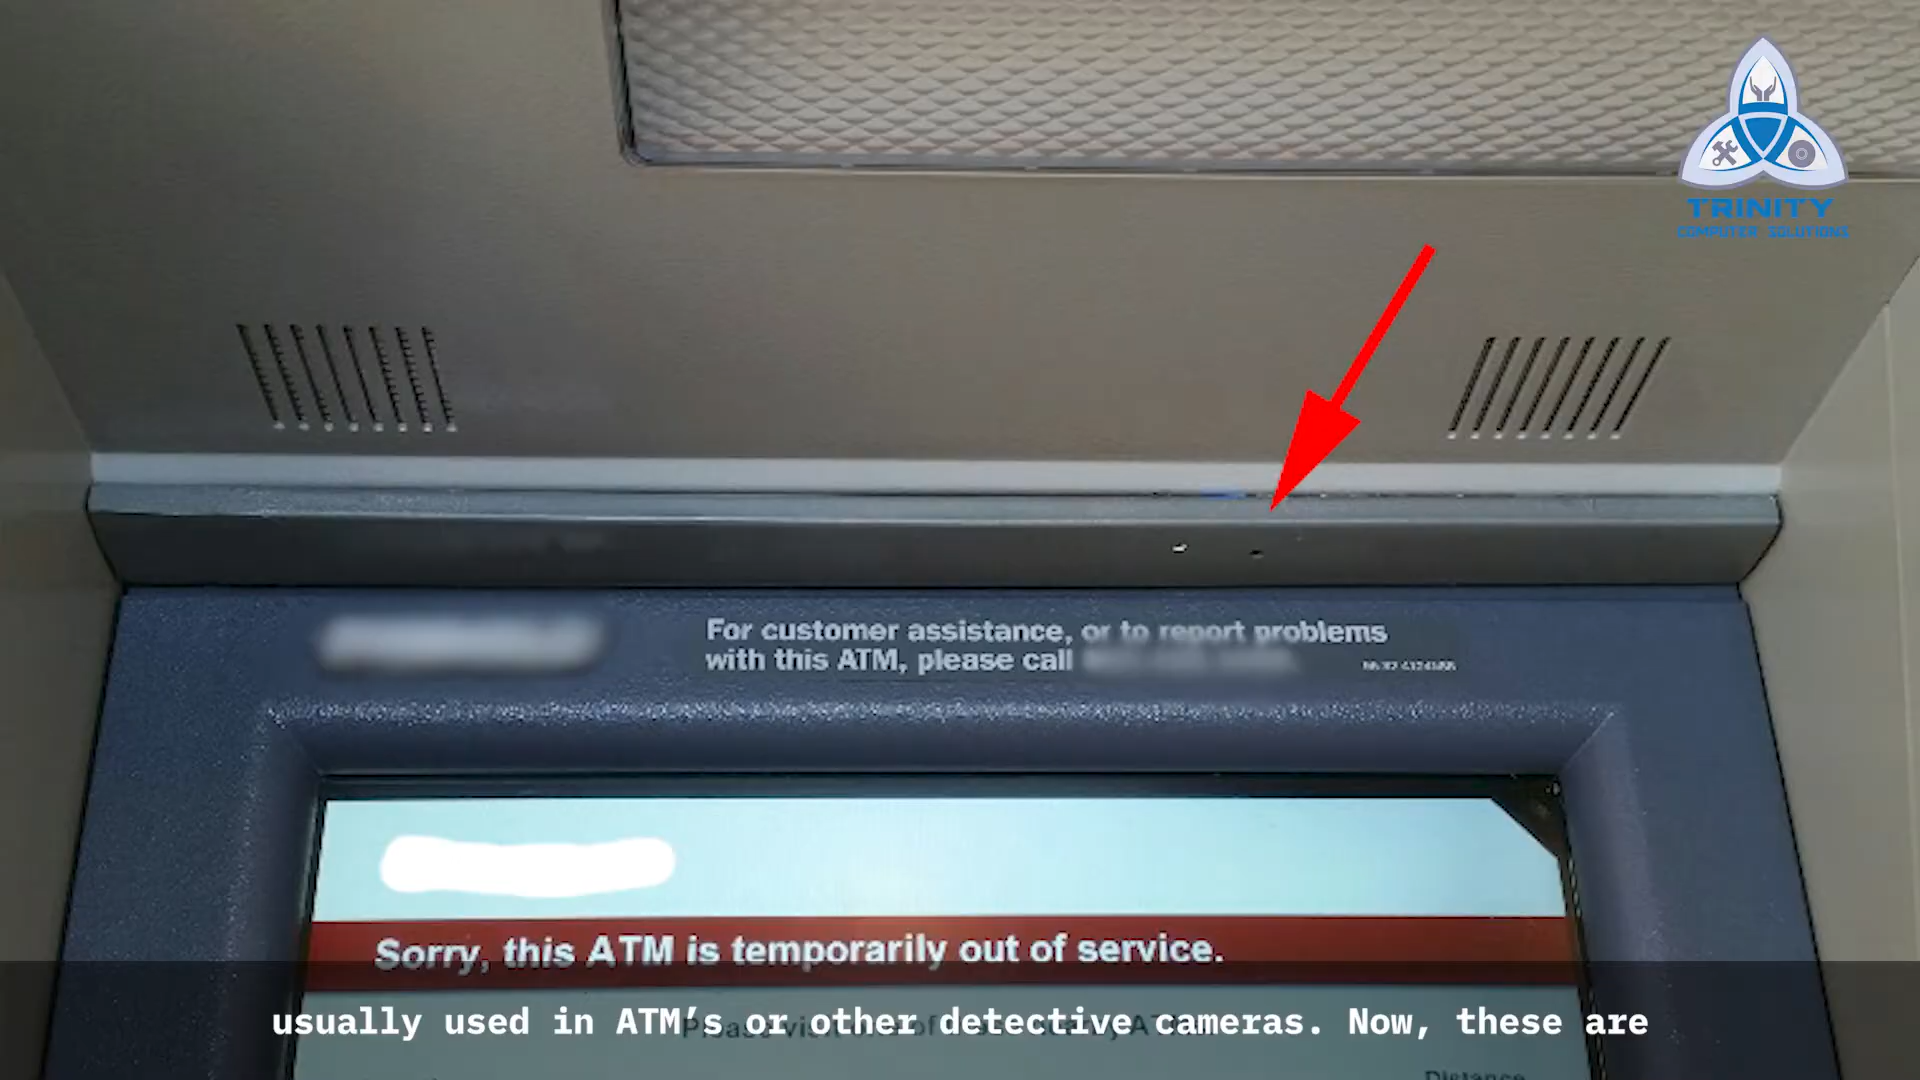 TRINITY
COMPUTER SOLUTIONS
For customer assistance, or to report problems
with this ATM, please call
Sorry, this ATM is temporarily out of service.
usually used in ATM’s or other detective cameras. Now, these are
Distance